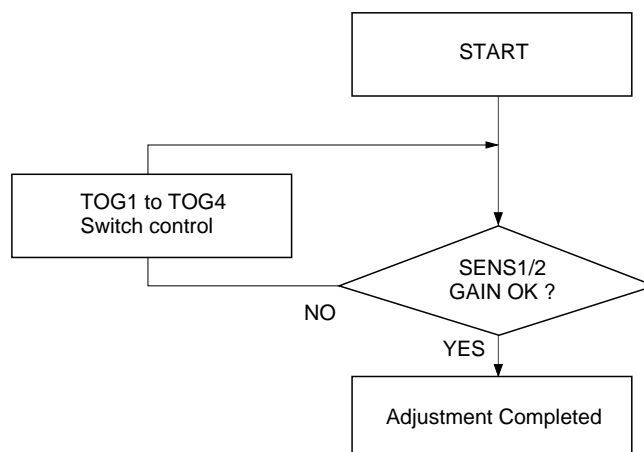 START
TOG1 to TOG4
Switch control
SENS1/2
GAIN OK ?
NO
YES
Adjustment Completed